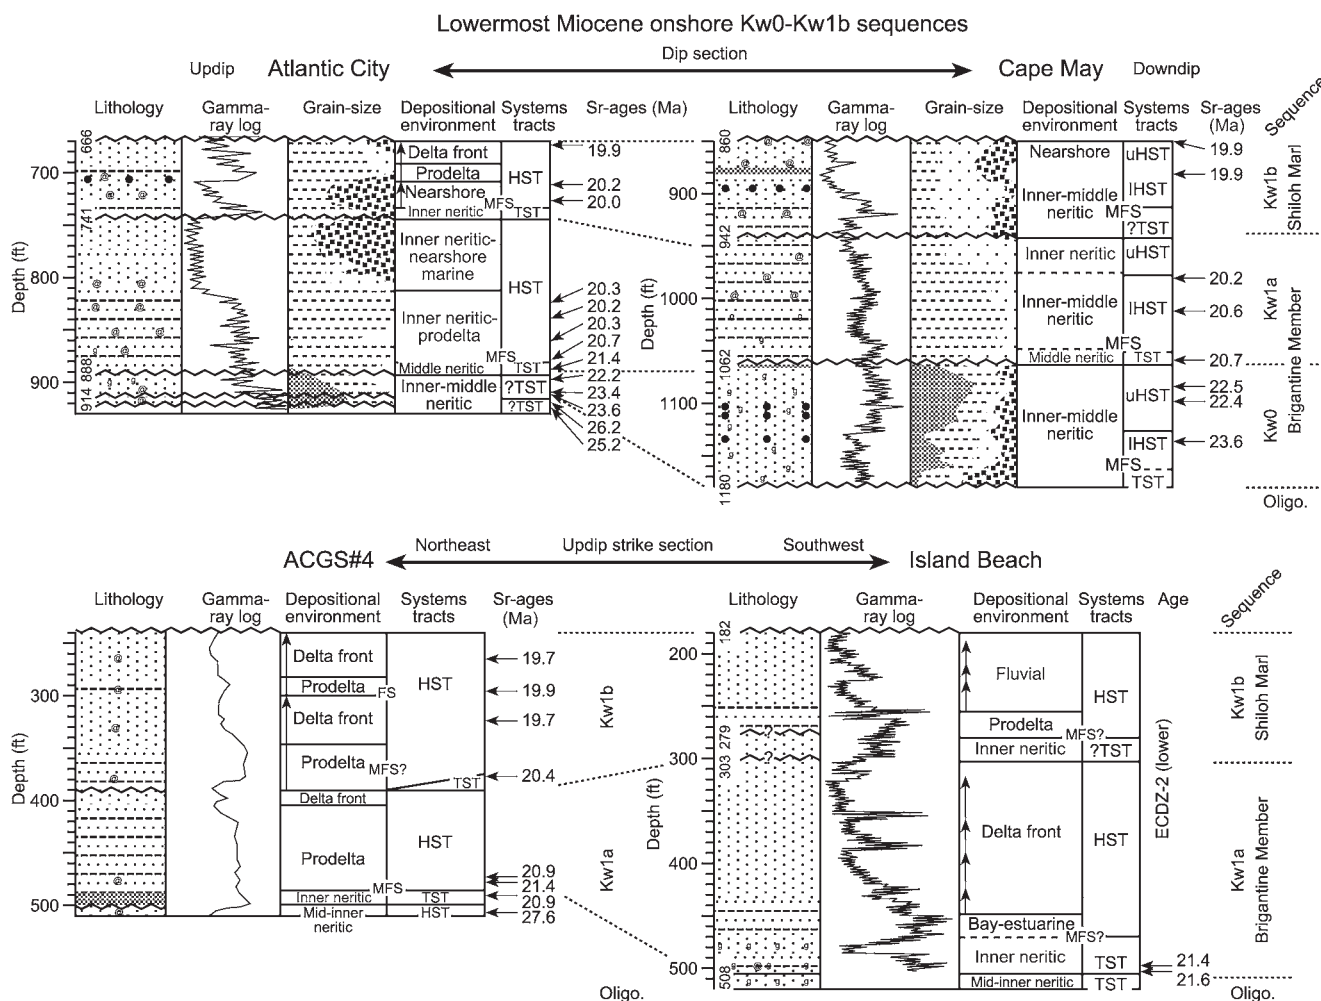 Lowermost Miocene onshore Kw0-Kw1b sequences
Dip section
Updip
Atlantic City
Cape May
Downdip
Lithology
Gamma-
ray log
Grain-size
Depositional
environment
Systems
tracts
Sr-ages (Ma)
Depth (ft)
666
700
741
800
888
900
914
Delta front
Prodelta
Nearshore
Inner neritic
HST
MFS
TST
Inner neritic-
nearshore
marine
HST
Inner neritic-
prodelta
MFS
Middle neritic
TST
Inner-middle
neritic
?TST
?TST
19.9
20.2
20.0
20.3
20.2
20.3
20.7
21.4
22.2
23.4
23.6
26.2
25.2
Lithology
Gamma-
ray log
Grain-size
Depositional
environment
Systems
tracts
Sr-ages
(Ma)
Sequence
Depth (ft)
860
900
942
1000
1062
1100
1180
Nearshore
uHST
Inner-middle
neritic
lHST
MFS
?TST
Inner neritic
uHST
Inner-middle
neritic
lHST
MFS
Middle neritic
TST
Inner-middle
neritic
uHST
lHST
MFS
TST
19.9
19.9
20.2
20.6
20.7
22.5
22.4
23.6
Kw1b
Shiloh Marl
Kw1a
Brigantine Member
Kw0
Oligo.
ACGS#4
Northeast
Updip strike section
Southwest
Island Beach
Lithology
Gamma-
ray log
Depositional
environment
Systems
tracts
Sr-ages
(Ma)
Depth (ft)
300
400
500
Delta front
Prodelta
FS
HST
Delta front
Prodelta
MFS?
TST
Delta front
Prodelta
HST
MFS
Inner neritic
TST
Mid-inner
neritic
HST
19.7
19.9
19.7
20.4
20.9
21.4
20.9
27.6
Kw1b
Kw1a
Oligo.
Lithology
Gamma-
ray log
Depositional
environment
Systems
tracts
Age
Sequence
Depth (ft)
182
200
279
300
303
400
500
508
?
?
Fluvial
HST
Prodelta
MFS?
Inner neritic
?TST
Delta front
HST
Bay-estuarine
MFS?
Inner neritic
TST
Mid-inner neritic
TST
ECDZ-2 (lower)
21.4
21.6
Kw1b
Shiloh Marl
Kw1a
Brigantine Member
Oligo.